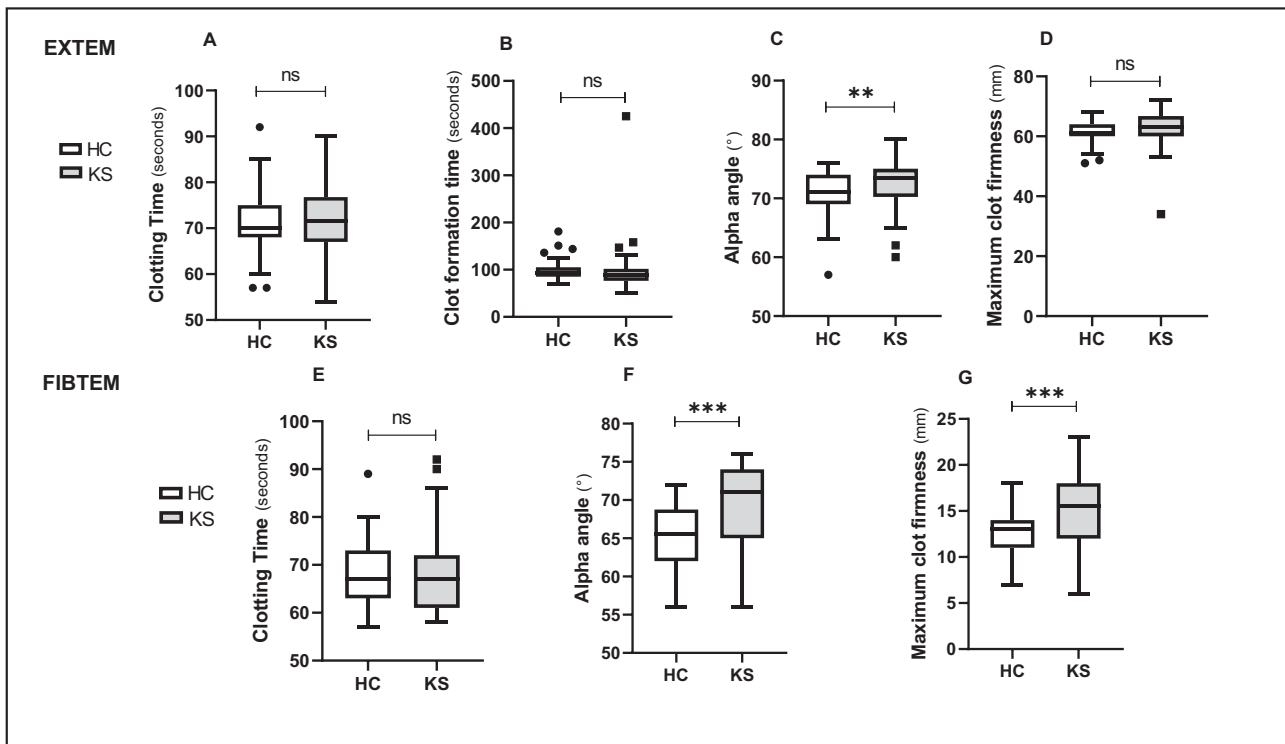 EXTEM
HC
KS
A
ns
Clotting Time (seconds)
100
90
80
70
60
50
HC
KS
B
ns
Clot formation time (seconds)
500
400
300
200
100
0
HC
KS
C
**
Alpha angle (°)
90
80
70
60
50
HC
KS
D
ns
Maximum clot firmness (mm)
80
60
40
20
0
HC
KS
FIBTEM
HC
KS
E
ns
Clotting Time (seconds)
100
90
80
70
60
50
HC
KS
F
***
Alpha angle (°)
80
75
70
65
60
55
50
HC
KS
G
***
Maximum clot firmness (mm)
25
20
15
10
5
0
HC
KS